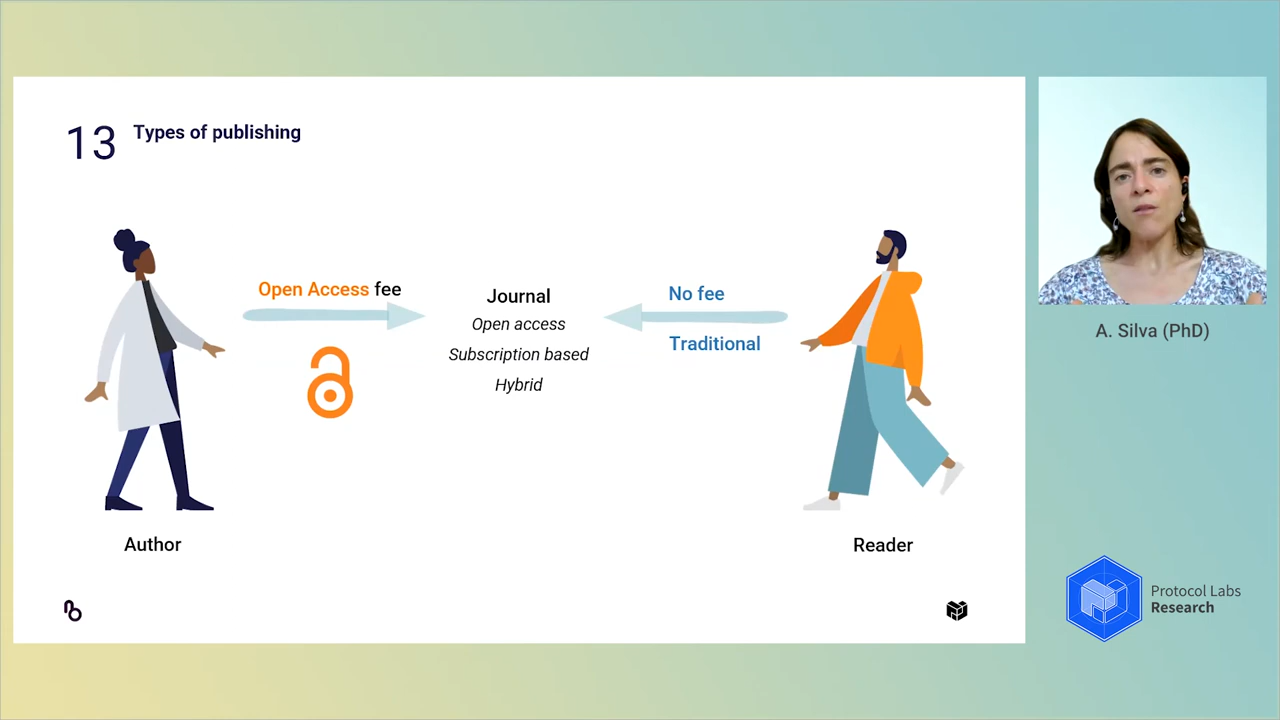 13 Types of publishing
Open Access fee
Journal
Open access
Subscription based
Hybrid
No fee
Traditional
Author
Reader
A. Silva (PhD)
Protocol Labs
Research